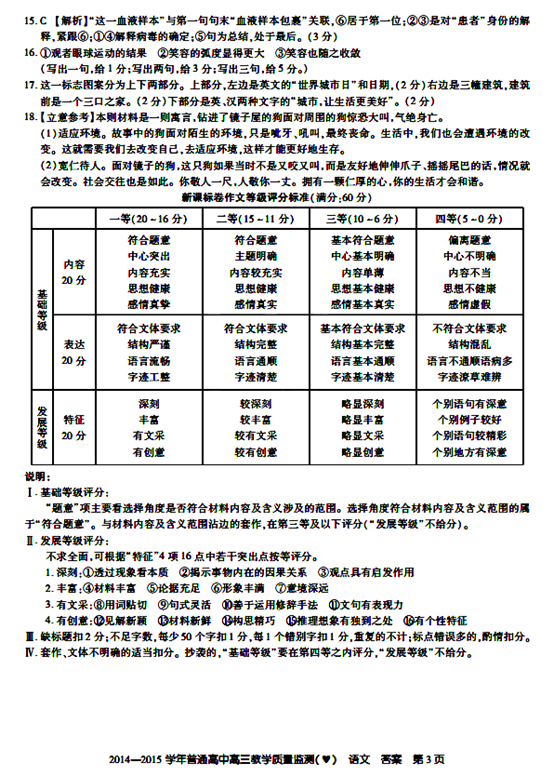 15. C 【解析】“这一血液样本”与第一句句末“血液样本包裹”关联,⑥居于第一位;②③是对“患者”身份的解
释,紧跟⑥;①④解释病毒的确定;⑤句为总结,处于最后。(3 分)
16. ①观者眼球运动的结果 ②笑容的弧度显得更大 ③笑容也随之收敛
(写出一句,给 1 分;写出两句,给 3 分;写出三句,给 5 分。)
17. 这一标志图案分为上下两部分。上部分,左边是英文的“世界城市日”和日期,(2 分)右边是三幢建筑,建筑
前是一个三口之家。(2 分)下部分是英、汉两种文字的“城市,让生活更美好”。(2 分)
18. 【立意参考】本则材料是一则寓言,钻进了镜子屋的狗面对周围的狗惊恐大叫,气绝身亡。
(1)适应环境。故事中的狗面对陌生的环境,只是呲牙、吼叫,最终丧命。生活中,我们也会遭遇环境的改
变。这就需要我们去改变自己,去适应环境,这样才能更好地生存。
(2)宽仁待人。面对镜子的狗,这只狗如果当时不是又咬又叫,而是友好地伸伸爪子、摇摇尾巴的话,情况就
会改变。社会交往也是如此。你敬人一尺,人敬你一丈。拥有一颗仁厚的心,你的生活才会和谐。
新课标卷作文等级评分标准(满分:60 分)
一等(20~16 分) 二等(15~11 分) 三等(10~6 分) 四等(5~0 分)
基础等级
内容
20 分
符合题意 符合题意 基本符合题意 偏离题意
中心突出 主题明确 中心基本明确 中心不明确
内容充实 内容较充实 内容单薄 内容不当
思想健康 思想健康 思想基本健康 思想不健康
感情真挚 感情真实 感情基本真实 感情虚假
表达
20 分
符合文体要求 符合文体要求 基本符合文体要求 不符合文体要求
结构严谨 结构完整 结构基本完整 结构混乱
语言流畅 语言通顺 语言基本通顺 语言不通顺语病多
字迹工整 字迹清楚 字迹基本清楚 字迹潦草难辨
发展等级
特征
20 分
深刻 较深刻 略显深刻 个别语句有深意
丰富 较丰富 略显丰富 个别例子较好
有文采 较有文采 略显文采 个别语句较精彩
有创意 较有创意 略显创意 个别地方有深意
说明:
Ⅰ. 基础等级评分:
“题意”项主要看选择角度是否符合材料内容及含义涉及的范围。选择角度符合材料内容及含义范围的属
于“符合题意”。与材料内容及含义范围沾边的套作,在第三等及以下评分(“发展等级”不给分)。
Ⅱ. 发展等级评分:
不求全面,可根据“特征”4 项 16 点中若干突出点按等评分。
1. 深刻:①透过现象看本质 ②揭示事物内在的因果关系 ③观点具有启发作用
2. 丰富:④材料丰富 ⑤论据充足 ⑥形象丰满 ⑦意境深远
3. 有文采:⑧用词贴切 ⑨句式灵活 ⑩善于运用修辞手法 ⑪文句有表现力
4. 有创意:⑫见解新颖 ⑬材料新鲜 ⑭构思精巧 ⑮推理想象有独到之处 ⑯有个性特征
Ⅲ. 缺标题扣 2 分;不足字数,每少 50 个字扣 1 分,每 1 个错别字扣 1 分,重复的不计;标点错误多的,酌情扣分。
Ⅳ. 套作、文体不明确的适当扣分。抄袭的,“基础等级”要在第四等之内评分,“发展等级”不给分。
2014—2015 学年普通高中高三教学质量监测(♥) 语文 答案 第 3 页